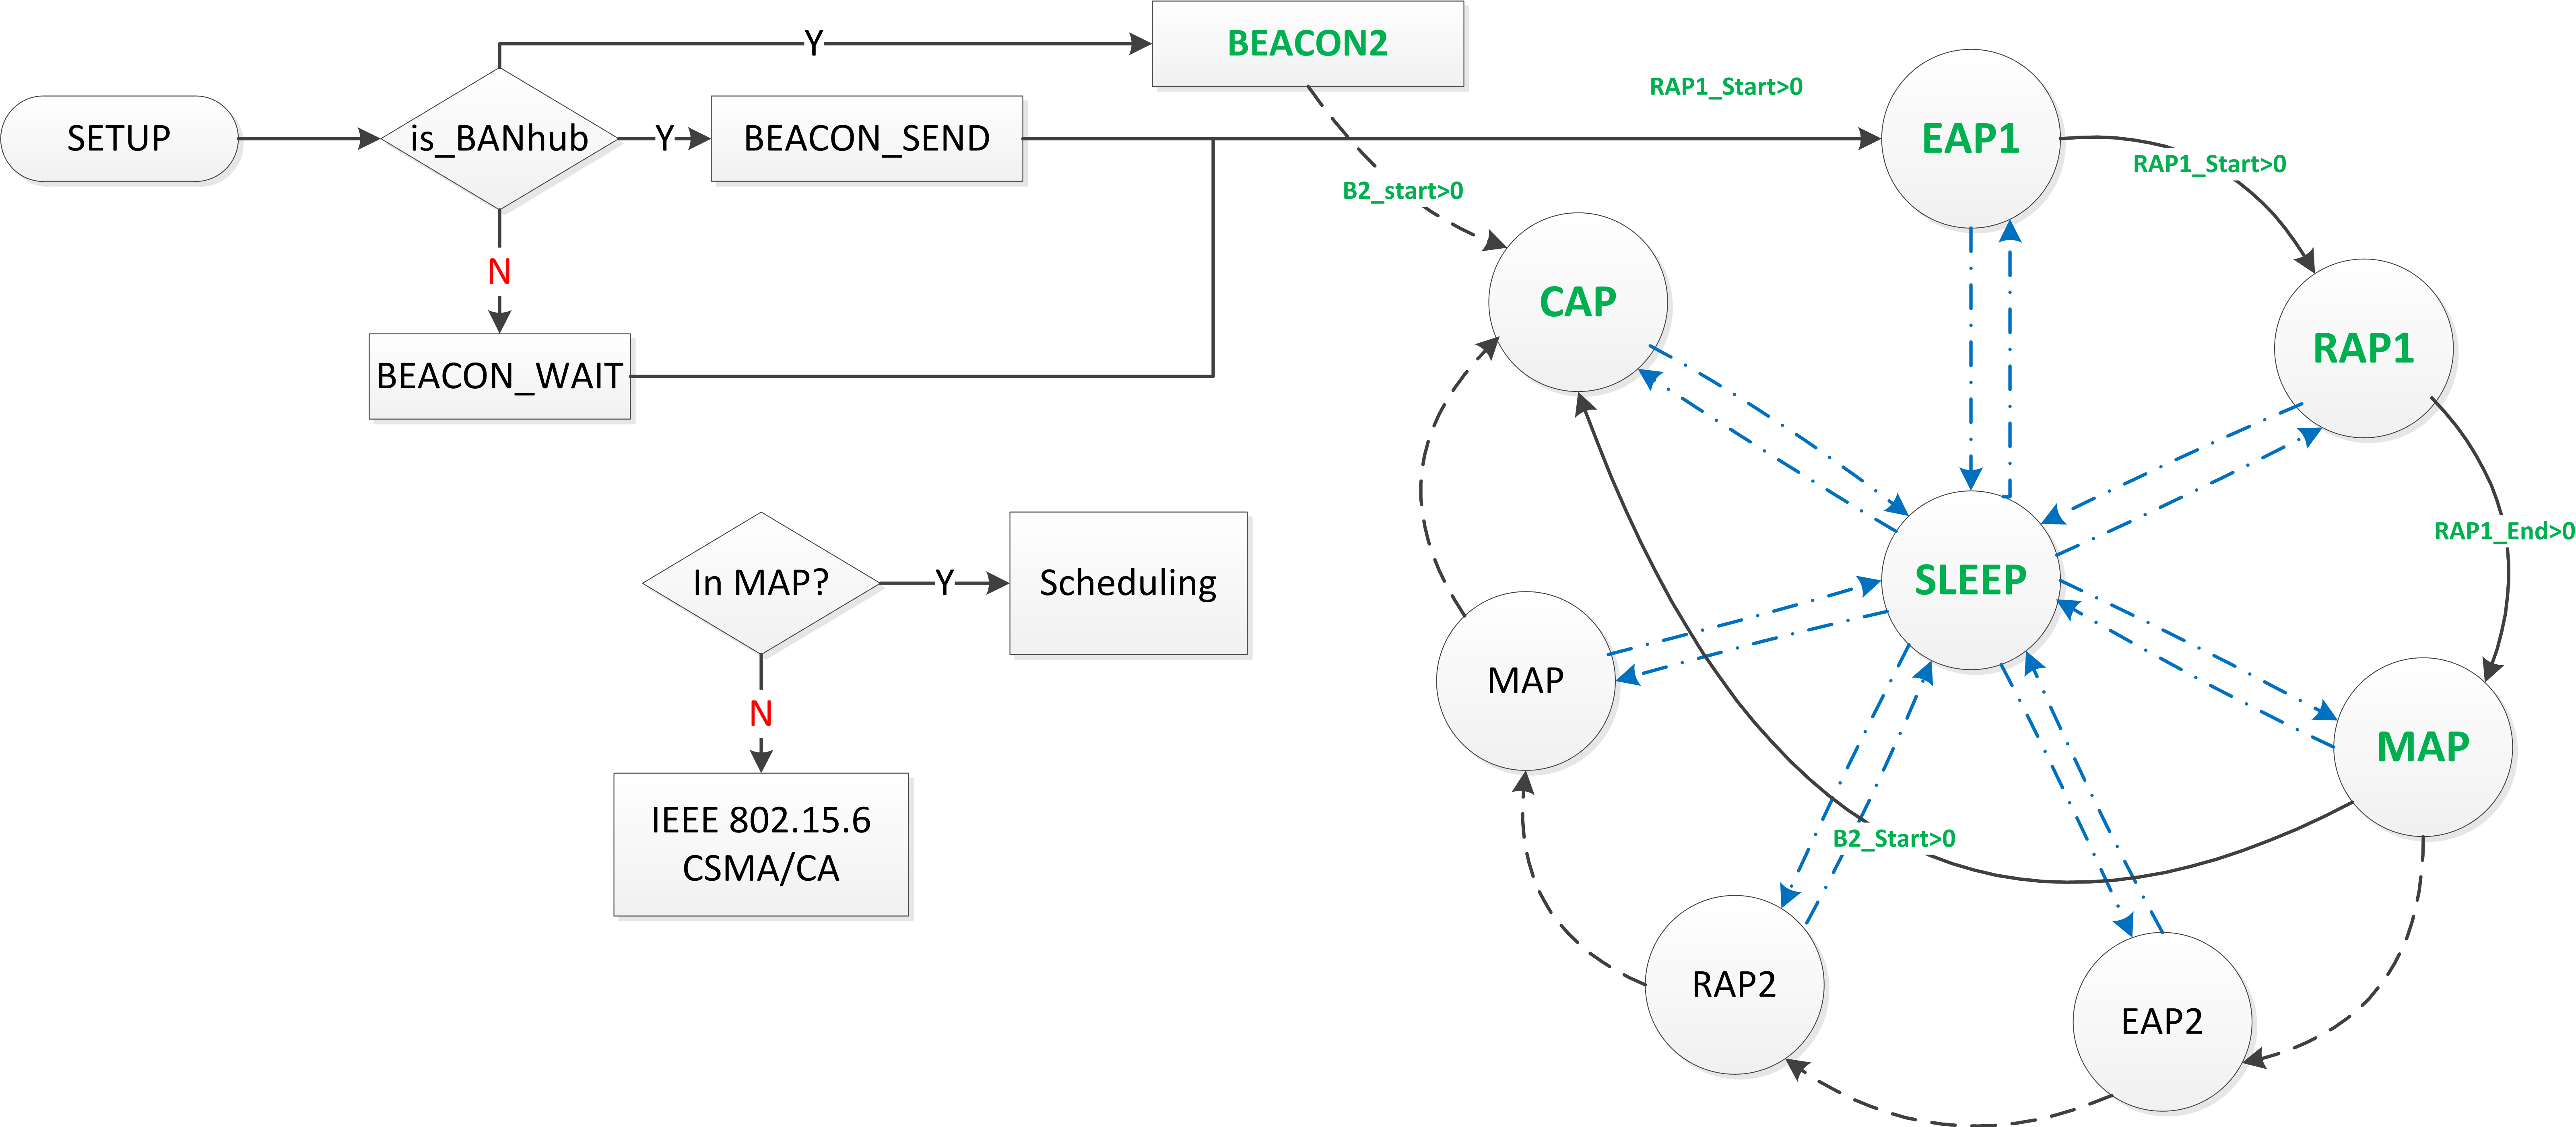 Y
BEACON2
RAP1_Start>0
SETUP
is_BANhub
Y
BEACON_SEND
EAP1
RAP1_Start>0
B2_start>0
N
CAP
RAP1
BEACON_WAIT
RAP1_End>0
In MAP?
Y
Scheduling
SLEEP
MAP
N
MAP
IEEE 802.15.6
CSMA/CA
B2_Start>0
RAP2
EAP2